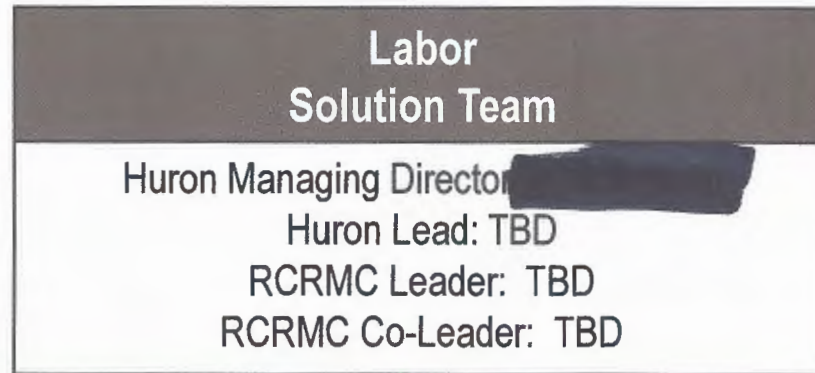 Labor
Solution Team
Huron Managing Director
Huron Lead: TBD
RCRMC Leader: TBD
RCRMC Co-Leader: TBD